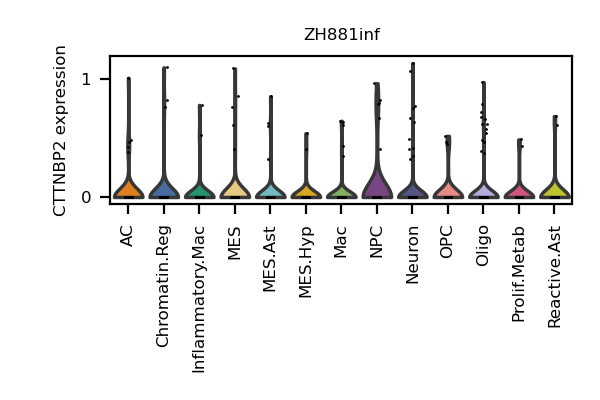 ZH881inf
CTTNBP2 expression
1
0
AC
Chromatin.Reg
Inflammatory.Mac
MES
MES.Ast
MES.Hyp
Mac
NPC
Neuron
OPC
Oligo
Prolif.Metab
Reactive.Ast